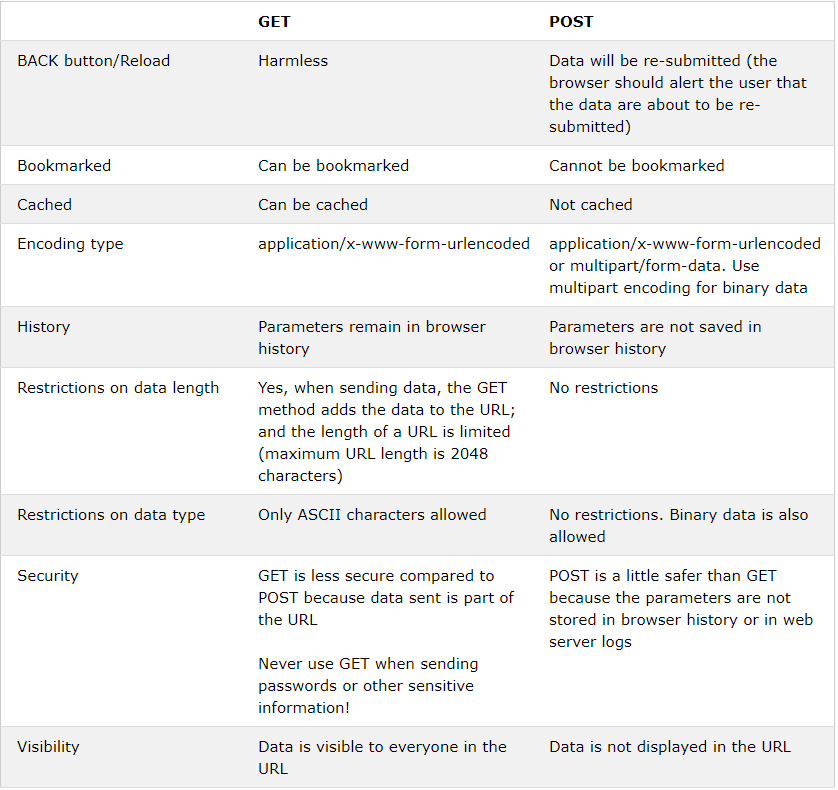 GET POST
BACK button/Reload Harmless Data will be re-submitted (the
browser should alert the user that
the data are about to be re-
submitted)
Bookmarked Can be bookmarked Cannot be bookmarked
Cached Can be cached Not cached
Encoding type application/x-www-form-urlencoded application/x-www-form-urlencoded
or multipart/form-data. Use
multipart encoding for binary data
History Parameters remain in browser Parameters are not saved in
history browser history
Restrictions on data length Yes, when sending data, the GET No restrictions
method adds the data to the URL;
and the length of a URL is limited
(maximum URL length is 2048
characters)
Restrictions on data type Only ASCII characters allowed No restrictions. Binary data is also
allowed
Security GET is less secure compared to POST is a little safer than GET
POST because data sent is part of because the parameters are not
the URL stored in browser history or in web
server logs
Never use GET when sending
passwords or other sensitive
information!
Visibility Data is visible to everyone in the Data is not displayed in the URL
URL